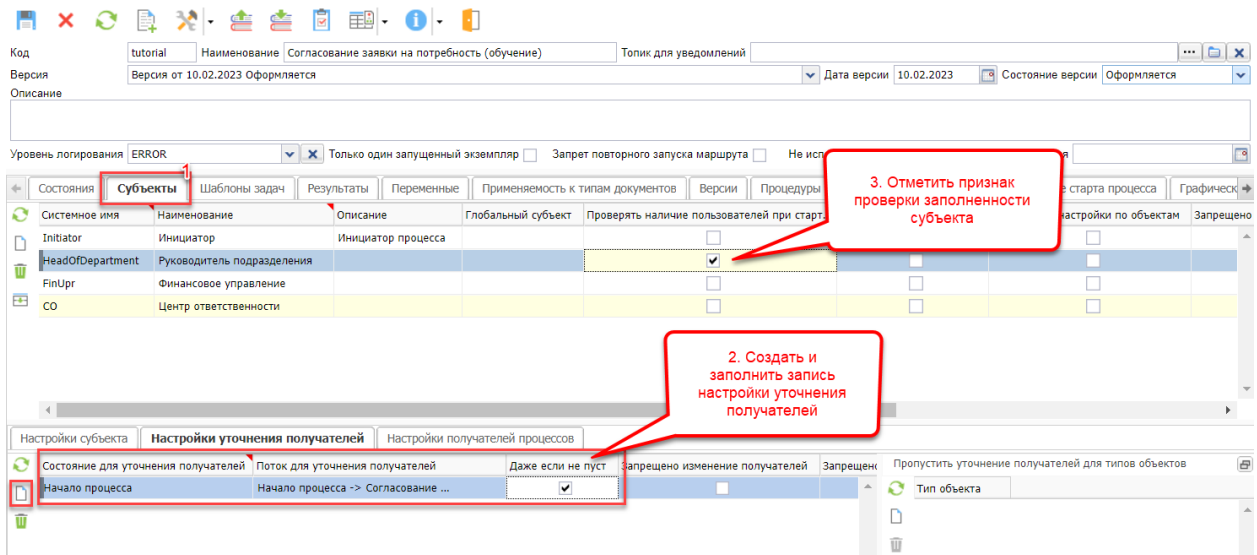 Код tutorial Наименование Согласование заявки на потребность (обучение) Топик для уведомлений
Версия Версия от 10.02.2023 Оформляется Дата версии 10.02.2023 Состояние версии Оформляется
Описание
Уровень логирования ERROR Только один запущенный экземпляр Запрет повторного запуска маршрута Не
1
Состояния Субъекты Шаблоны задач Результаты Переменные Применяемость к типам документов Версии Процедуры старта процесса
3. Отметить признак
проверки заполненности
субъекта
Системное имя Наименование Описание Глобальный субъект Проверять наличие пользователей при старт. настройки по объектам Запрещено
Initiator Инициатор Инициатор процесса
HeadOfDepartment Руководитель подразделения
FinUpr Финансовое управление
CO Центр ответственности
2. Создать и
заполнить запись
настройки уточнения
получателей
Настройки субъекта Настройки уточнения получателей Настройки получателей процессов
Состояние для уточнения получателей Поток для уточнения получателей Даже если не пуст Запрещено изменение получателей Пропустить уточнение получателей для типов объектов
Начало процесса Начало процесса -> Согласование ... Тип объекта